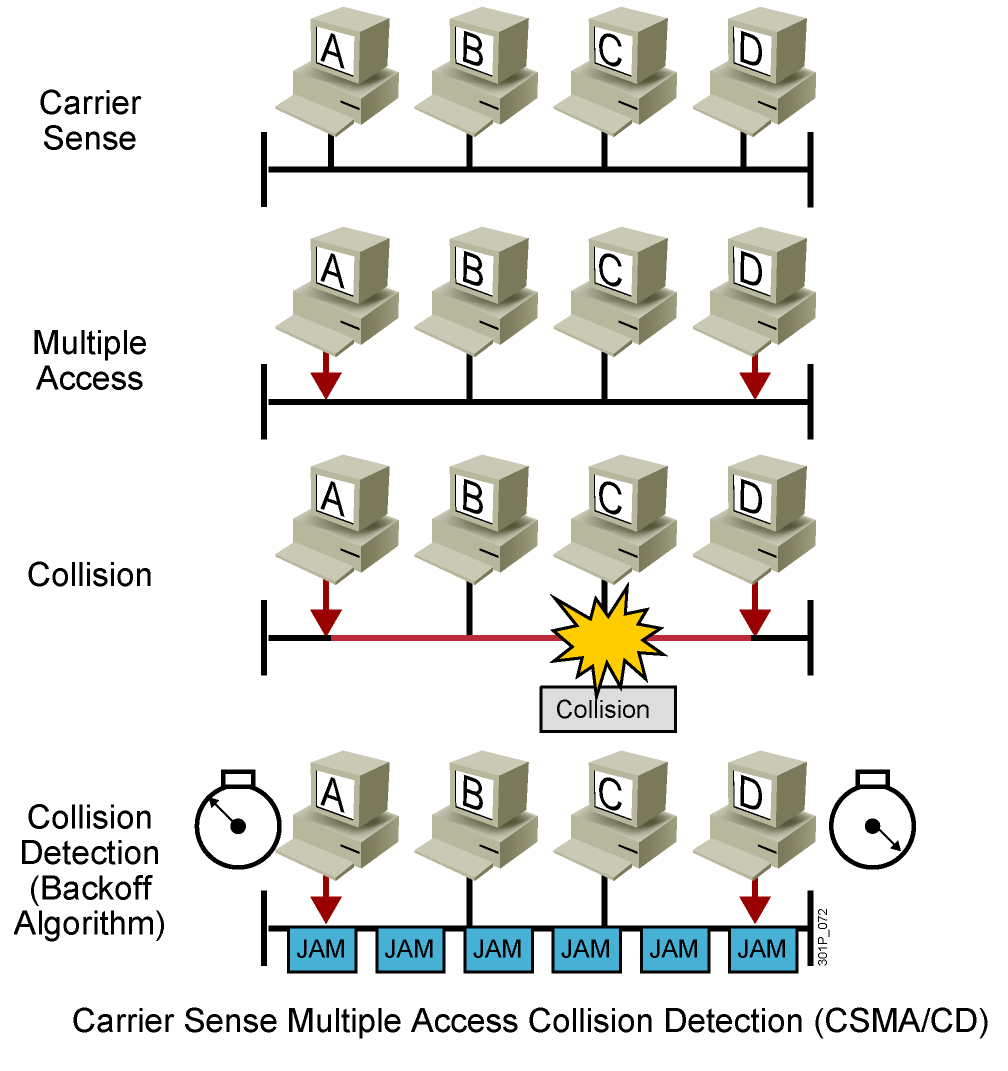 A B C D
Carrier
Sense
A B C D
Multiple
Access
A B C D
Collision
Collision
A B C D
Collision
Detection
(Backoff
Algorithm)
JAM JAM JAM JAM JAM JAM
301P_072
Carrier Sense Multiple Access Collision Detection (CSMA/CD)